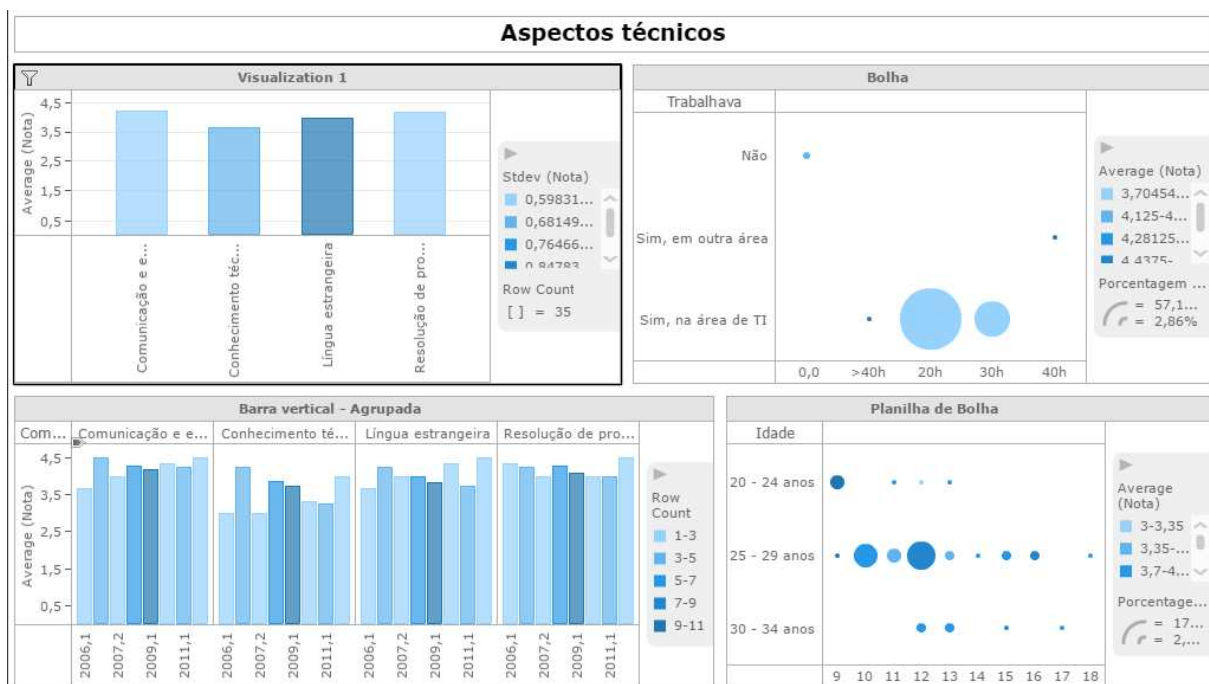 Aspectos técnicos
Visualization 1
4,5
3,5
2,5
1,5
0,5
Average (Nota)
Comunicação e e...
Conhecimento téc...
Língua estrangeira
Resolução de pro...
Stdev (Nota)
0,59831...
0,68149...
0,76466...
0,84783...
Row Count
[ ] = 35
Bolha
Trabalhava
Não
Sim, em outra área
Sim, na área de TI
0,0 >40h 20h 30h 40h
Average (Nota)
3,70454...
4,125-4...
4,28125...
4,4375-...
Porcentagem ...
= 57,1...
= 2,86%
Barra vertical - Agrupada
Com... Comunicação e e... Conhecimento té... Língua estrangeira Resolução de pro...
4,5
3,5
2,5
1,5
0,5
Average (Nota)
2006,1 2007,2 2009,1 2011,1 2006,1 2007,2 2009,1 2011,1 2006,1 2007,2 2009,1 2011,1 2006,1 2007,2 2009,1 2011,1
Row
Count
1-3
3-5
5-7
7-9
9-11
Planilha de Bolha
Idade
20 - 24 anos
25 - 29 anos
30 - 34 anos
9 10 11 12 13 14 15 16 17 18
Average
(Nota)
3-3,35
3,35-...
3,7-4...
Porcentage...
= 17...
= 2,...